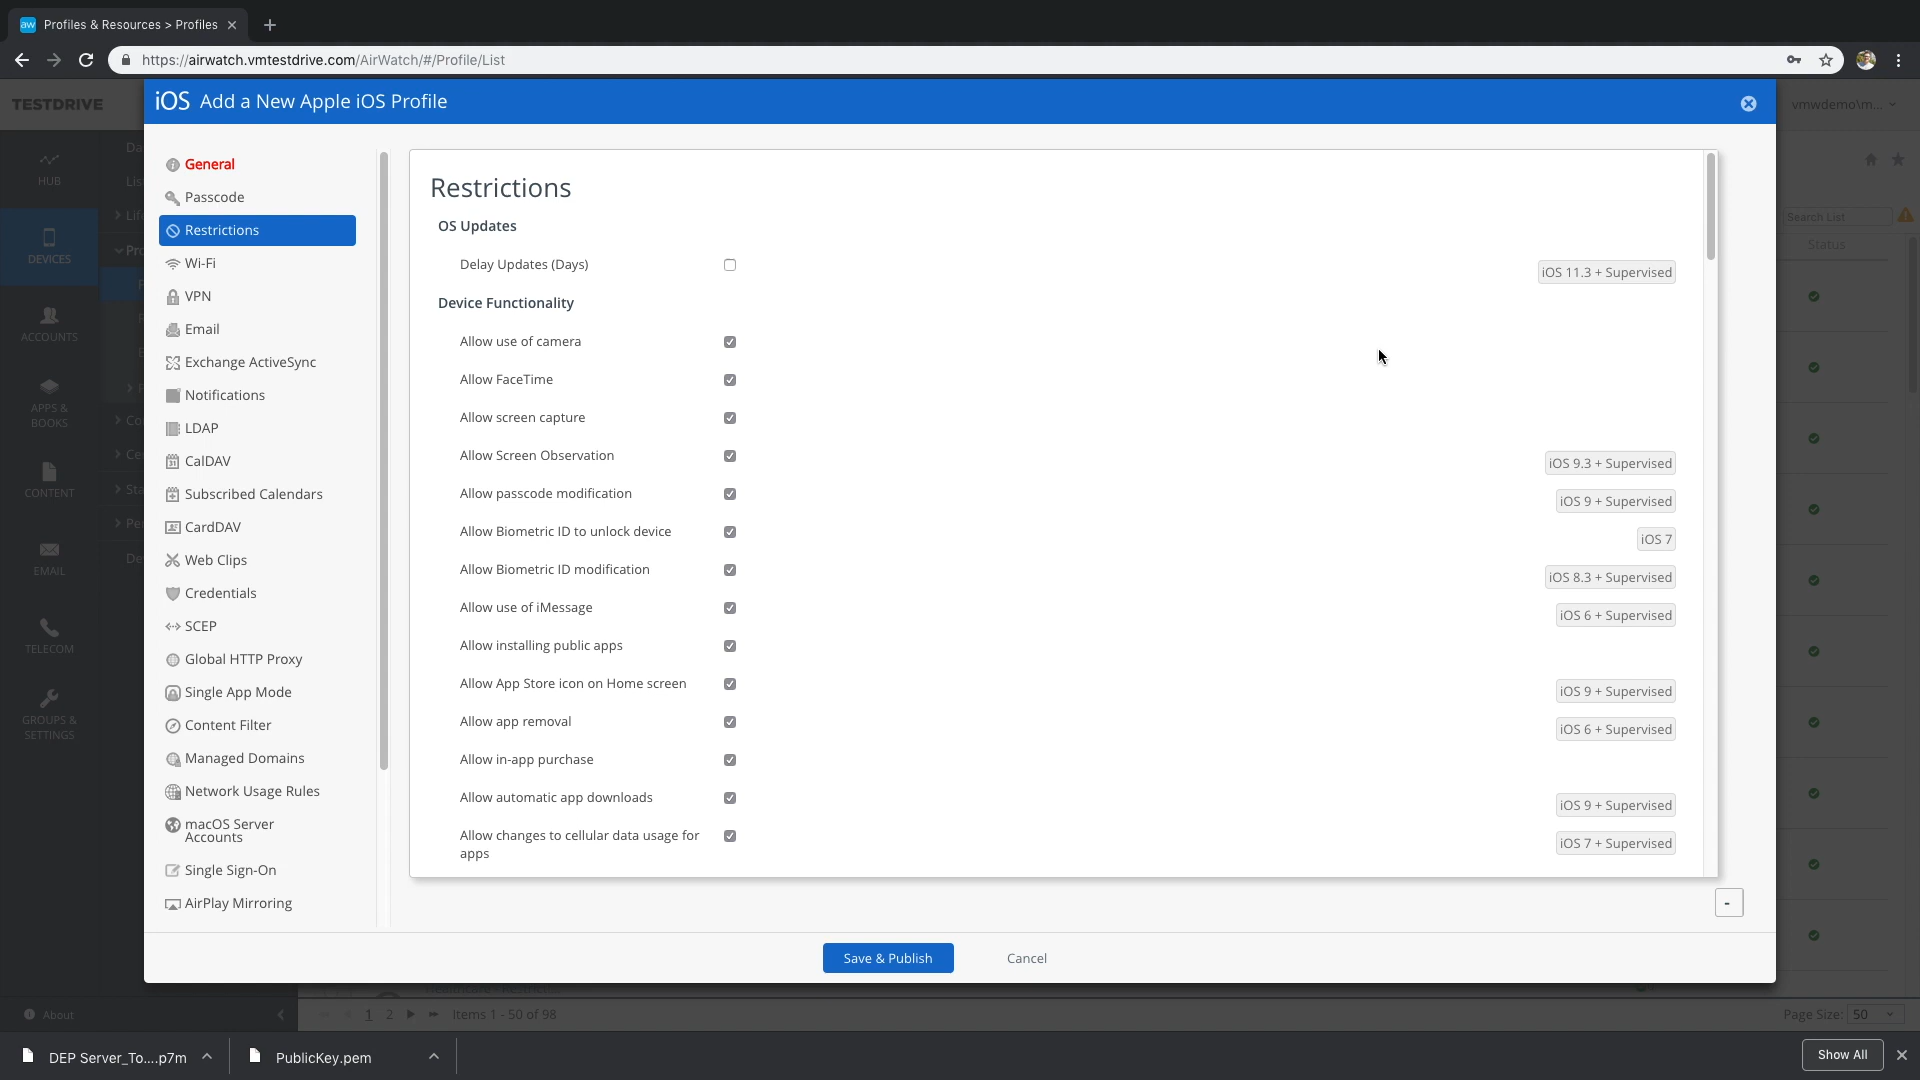 Profiles & Resources > Profiles
https://airwatch.vmtestdrive.com/AirWatch/#/Profile/List
TESTDRIVE
iOS Add a New Apple iOS Profile
vmwdemo\m...
HUB
DEVICES
ACCOUNTS
APPS &
BOOKS
CONTENT
EMAIL
TELECOM
GROUPS &
SETTINGS
About
General
Passcode
Restrictions
Wi-Fi
VPN
Email
Exchange ActiveSync
Notifications
LDAP
CalDAV
Subscribed Calendars
CardDAV
Web Clips
Credentials
SCEP
Global HTTP Proxy
Single App Mode
Content Filter
Managed Domains
Network Usage Rules
macOS Server
Accounts
Single Sign-On
AirPlay Mirroring
Restrictions
OS Updates
Delay Updates (Days) iOS 11.3 + Supervised
Device Functionality
Allow use of camera
Allow FaceTime
Allow screen capture
Allow Screen Observation iOS 9.3 + Supervised
Allow passcode modification iOS 9 + Supervised
Allow Biometric ID to unlock device iOS 7
Allow Biometric ID modification iOS 8.3 + Supervised
Allow use of iMessage iOS 6 + Supervised
Allow installing public apps
Allow App Store icon on Home screen iOS 9 + Supervised
Allow app removal iOS 6 + Supervised
Allow in-app purchase
Allow automatic app downloads iOS 9 + Supervised
Allow changes to cellular data usage for
apps iOS 7 + Supervised
-
Save & Publish Cancel
Search List
Status
1 2 Items 1 - 50 of 98
Page Size: 50
DEP Server_To....p7m
PublicKey.pem
Show All